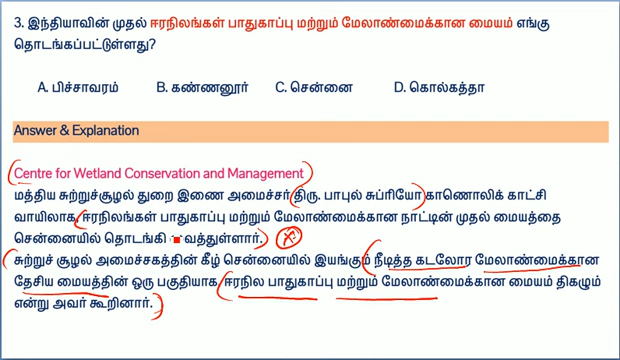 3. இந்தியாவின் முதல் ஈரநிலங்கள் பாதுகாப்பு மற்றும் மேலாண்மைக்கான மையம் எங்கு
தொடங்கப்பட்டுள்ளது?
A. பிச்சாவரம் B. கண்ணனூர் C. சென்னை D. கொல்கத்தா
Answer & Explanation
Centre for Wetland Conservation and Management
மத்திய சுற்றுச்சூழல் துறை இணை அமைச்சர் திரு. பாபுல் சுப்ரியோ காணொலிக் காட்சி
வாயிலாக ஈரநிலங்கள் பாதுகாப்பு மற்றும் மேலாண்மைக்கான நாட்டின் முதல் மையத்தை
சென்னையில் தொடங்கி வத்துள்ளார்.
சுற்றுச் சூழல் அமைச்சகத்தின் கீழ் சென்னையில் இயங்கும் நீடித்த கடலோர மேலாண்மைக்கான
தேசிய மையத்தின் ஒரு பகுதியாக ஈரநில பாதுகாப்பு மற்றும் மேலாண்மைக்கான மையம் திகழும்
என்று அவர் கூறினார்.